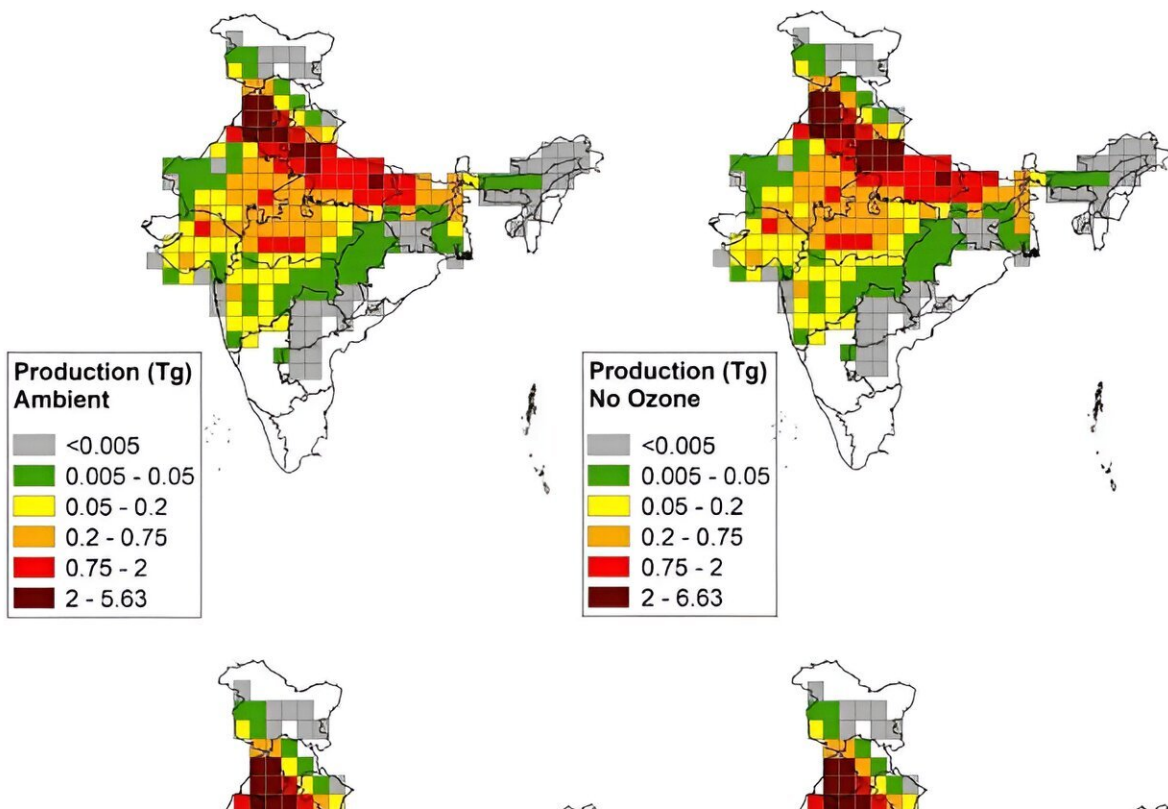 Production (Tg)
Ambient
<0.005
0.005 - 0.05
0.05 - 0.2
0.2 - 0.75
0.75 - 2
2 - 5.63
Production (Tg)
No Ozone
<0.005
0.005 - 0.05
0.05 - 0.2
0.2 - 0.75
0.75 - 2
2 - 6.63